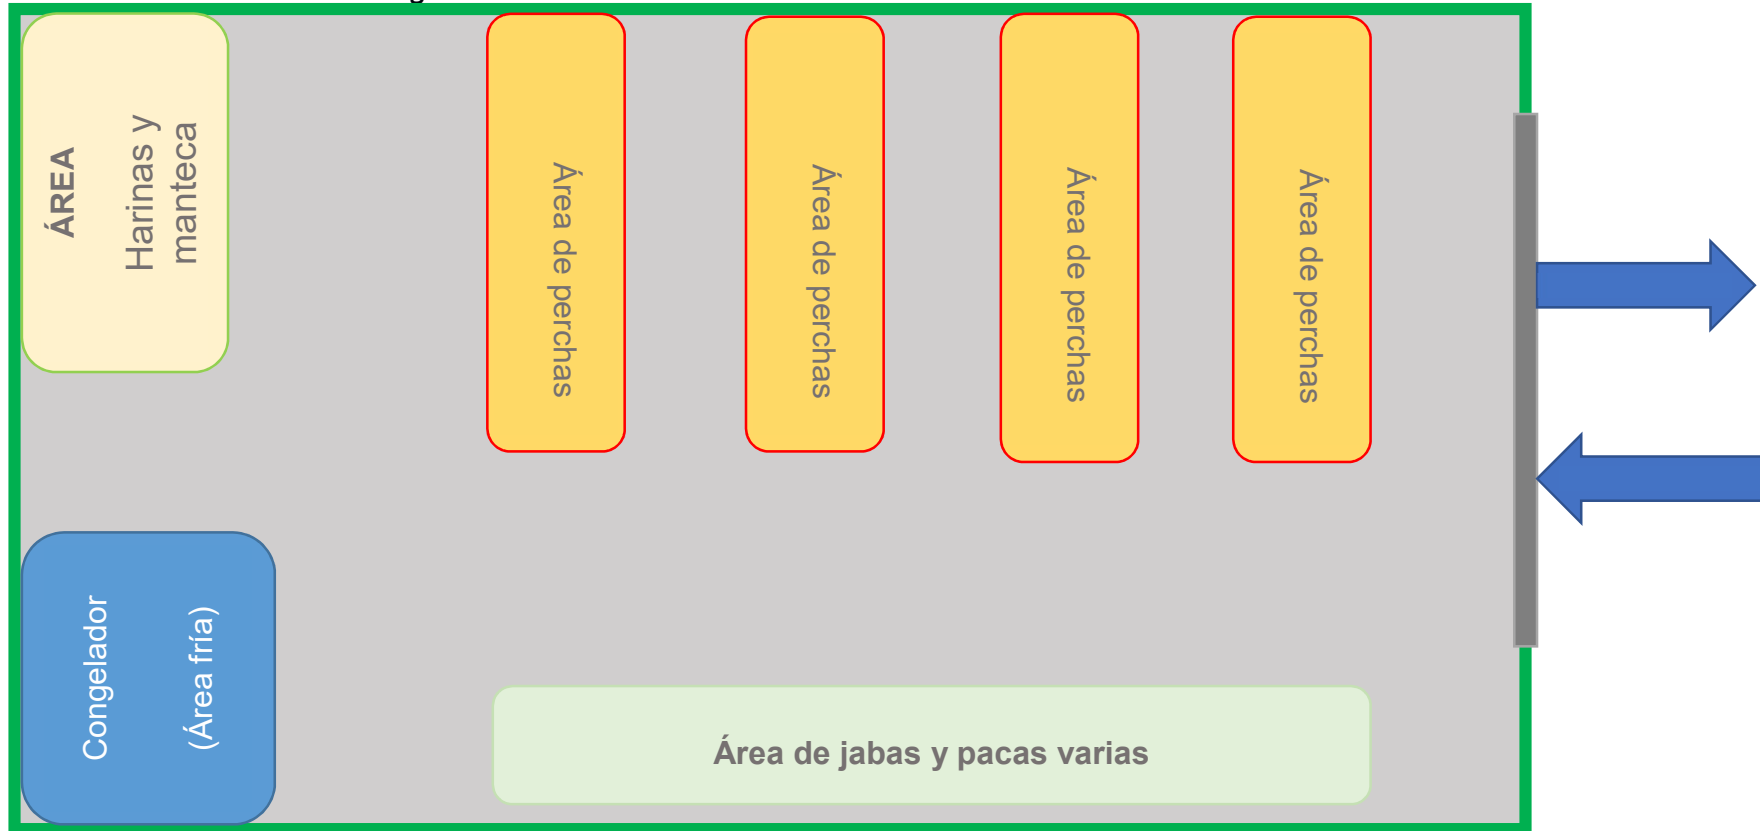 ÁREA
Harinas y
manteca
Área de perchas
Área de perchas
Área de perchas
Área de perchas
Congelador
(Área fría)
Área de jabas y pacas varias